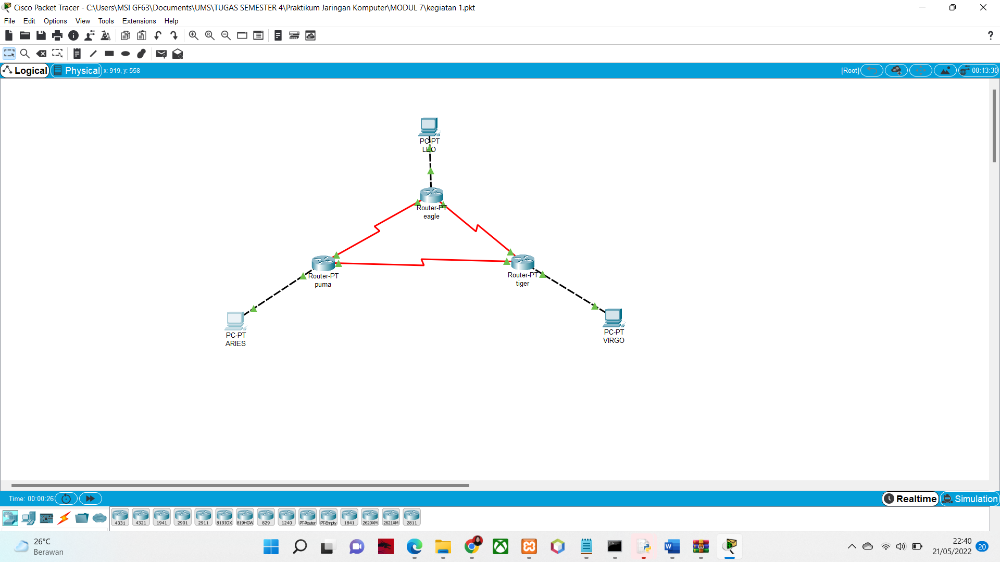 Cisco Packet Tracer - C:\Users\MSI GF63\Documents\UMS\TUGAS SEMESTER 4\Praktikum Jaringan Komputer\MODUL 7\kegiatan 1.pkt
File Edit Options View Tools Extensions Help
?
Logical Physical x: 919, y: 558 [Root] 00:13:30
PC-PT
LEO
Router-PT
eagle
Router-PT
puma
Router-PT
tiger
PC-PT
ARIES
PC-PT
VIRGO
Time: 00:00:26 Realtime Simulation
4331 4321 1941 2901 2911 819IOX 819HGW 829 1240 PT-Router PT-Empty 1841 2620XM 2621XM 2811
26°C
Berawan
22:40
21/05/2022 20